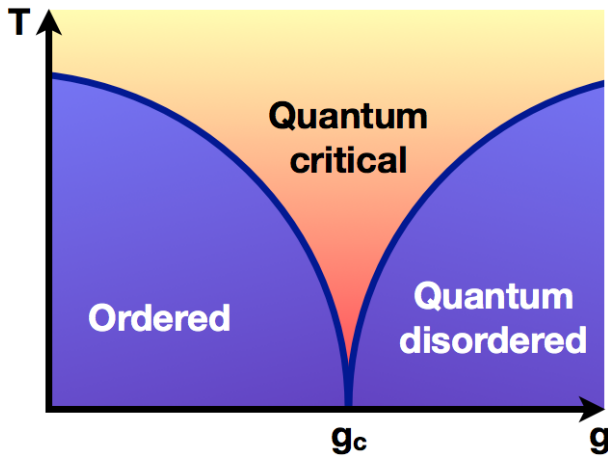 T
Quantum
critical
Ordered
Quantum
disordered
gc
g